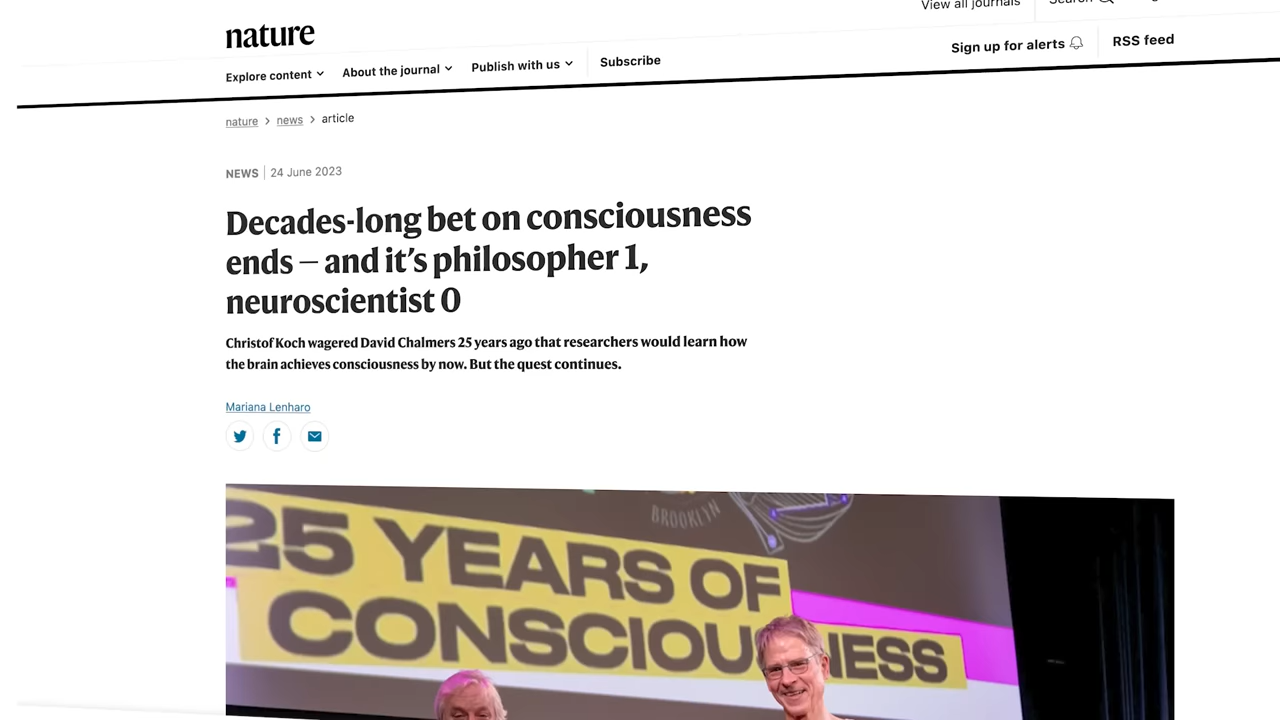 View all journals
nature
Explore content
About the journal
Publish with us
Subscribe
Sign up for alerts
RSS feed
nature > news > article
NEWS | 24 June 2023
Decades-long bet on consciousness
ends — and it's philosopher 1,
neuroscientist 0
Christof Koch wagered David Chalmers 25 years ago that researchers would learn how
the brain achieves consciousness by now. But the quest continues.
Mariana Lenharo
BROOKLYN
25 YEARS OF